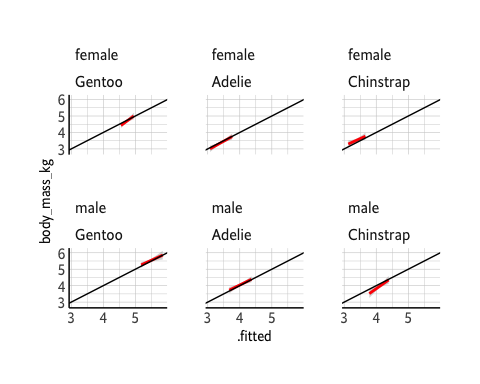 female female female
Gentoo Adelie Chinstrap
6
5
4
3
body_mass_kg
male male male
Gentoo Adelie Chinstrap
6
5
4
3
3 4 5 3 4 5 3 4 5
.fitted